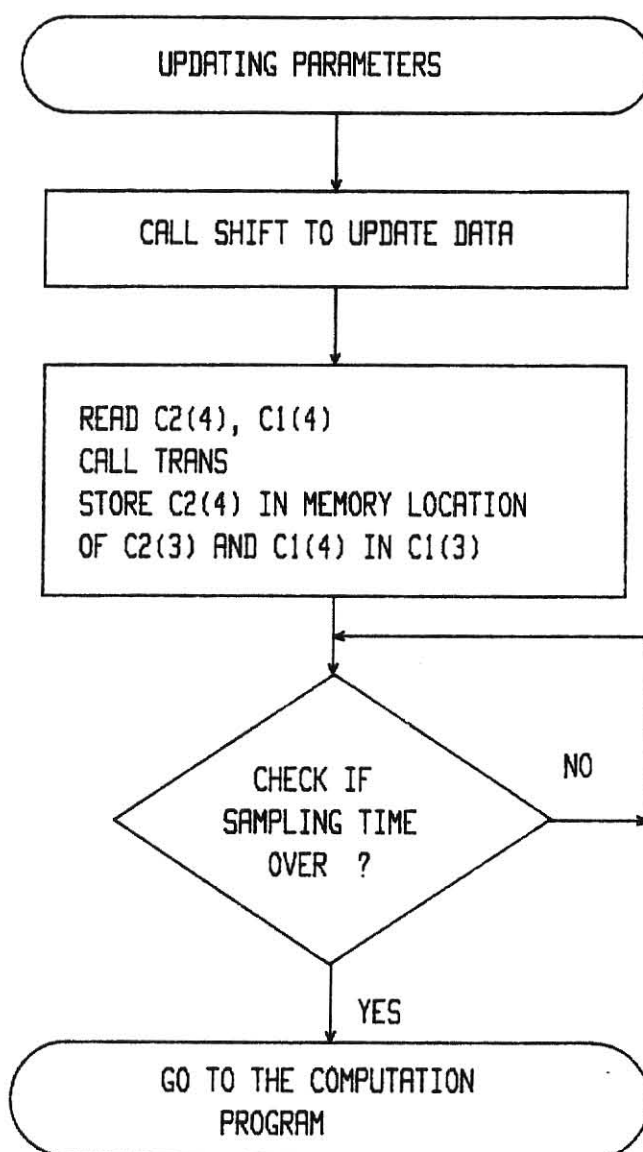 UPDATING PARAMETERS
CALL SHIFT TO UPDATE DATA
READ C2(4), C1(4)
CALL TRANS
STORE C2(4) IN MEMORY LOCATION
OF C2(3) AND C1(4) IN C1(3)
CHECK IF
SAMPLING TIME
OVER ?
NO
YES
GO TO THE COMPUTATION
PROGRAM